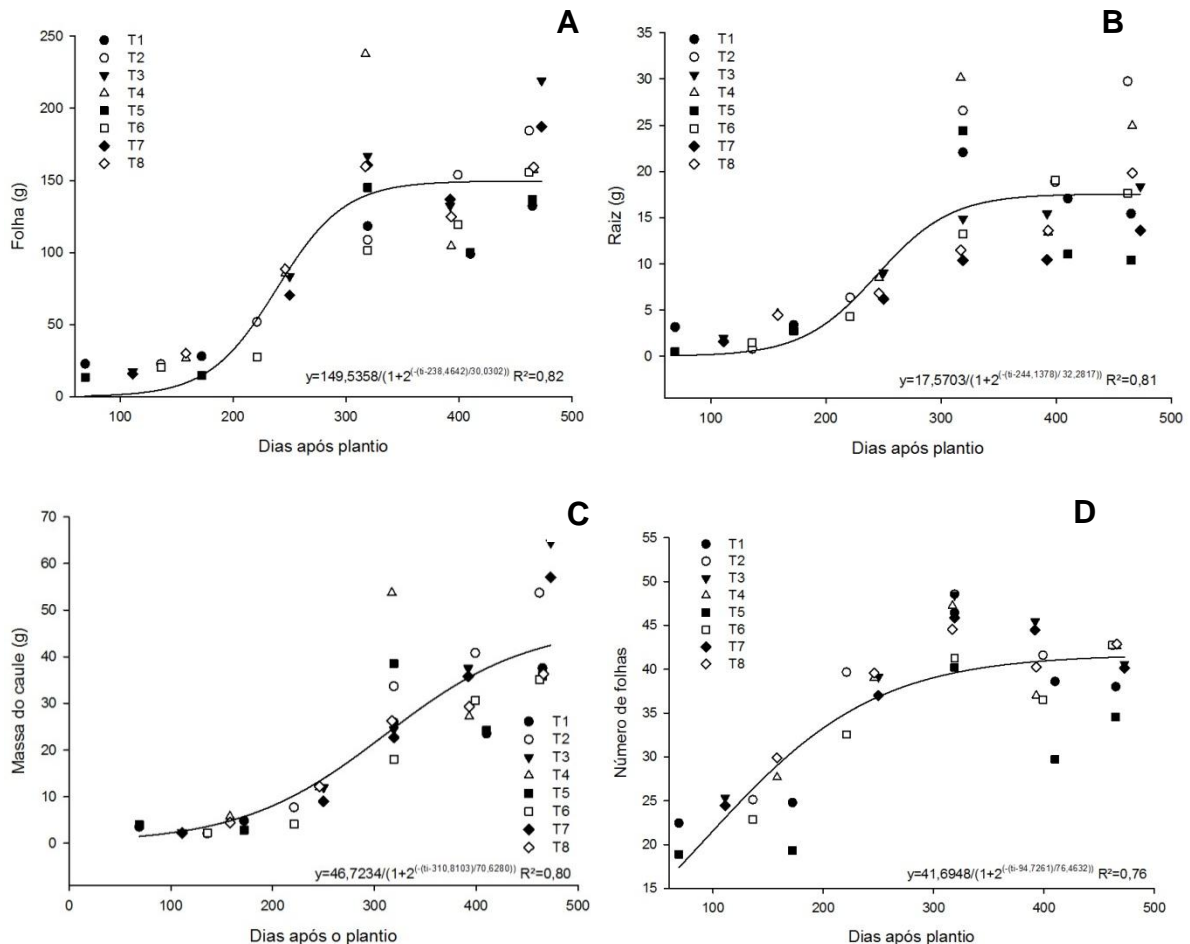 A
250
200
150
100
50
0
Folha (g)
T1
T2
T3
T4
T5
T6
T7
T8
y=149,5358/(1+2^(-(ti-238,4642)/30,0302)) R²=0,82
100 200 300 400 500
Dias após plantio
B
35
30
25
20
15
10
5
0
Raiz (g)
T1
T2
T3
T4
T5
T6
T7
T8
y=17,5703/(1+2^(-(ti-244,1378)/ 32,2817)) R²=0,81
100 200 300 400 500
Dias após plantio
C
70
60
50
40
30
20
10
0
Massa do caule (g)
T1
T2
T3
T4
T5
T6
T7
T8
y=46,7234/(1+2^(-(ti-310,8103)/70,6280)) R²=0,80
0 100 200 300 400 500
Dias após o plantio
D
55
50
45
40
35
30
25
20
15
Número de folhas
T1
T2
T3
T4
T5
T6
T7
T8
y=41,6948/(1+2^(-(ti-94,7261)/76,4632)) R²=0,76
100 200 300 400 500
Dias após plantio